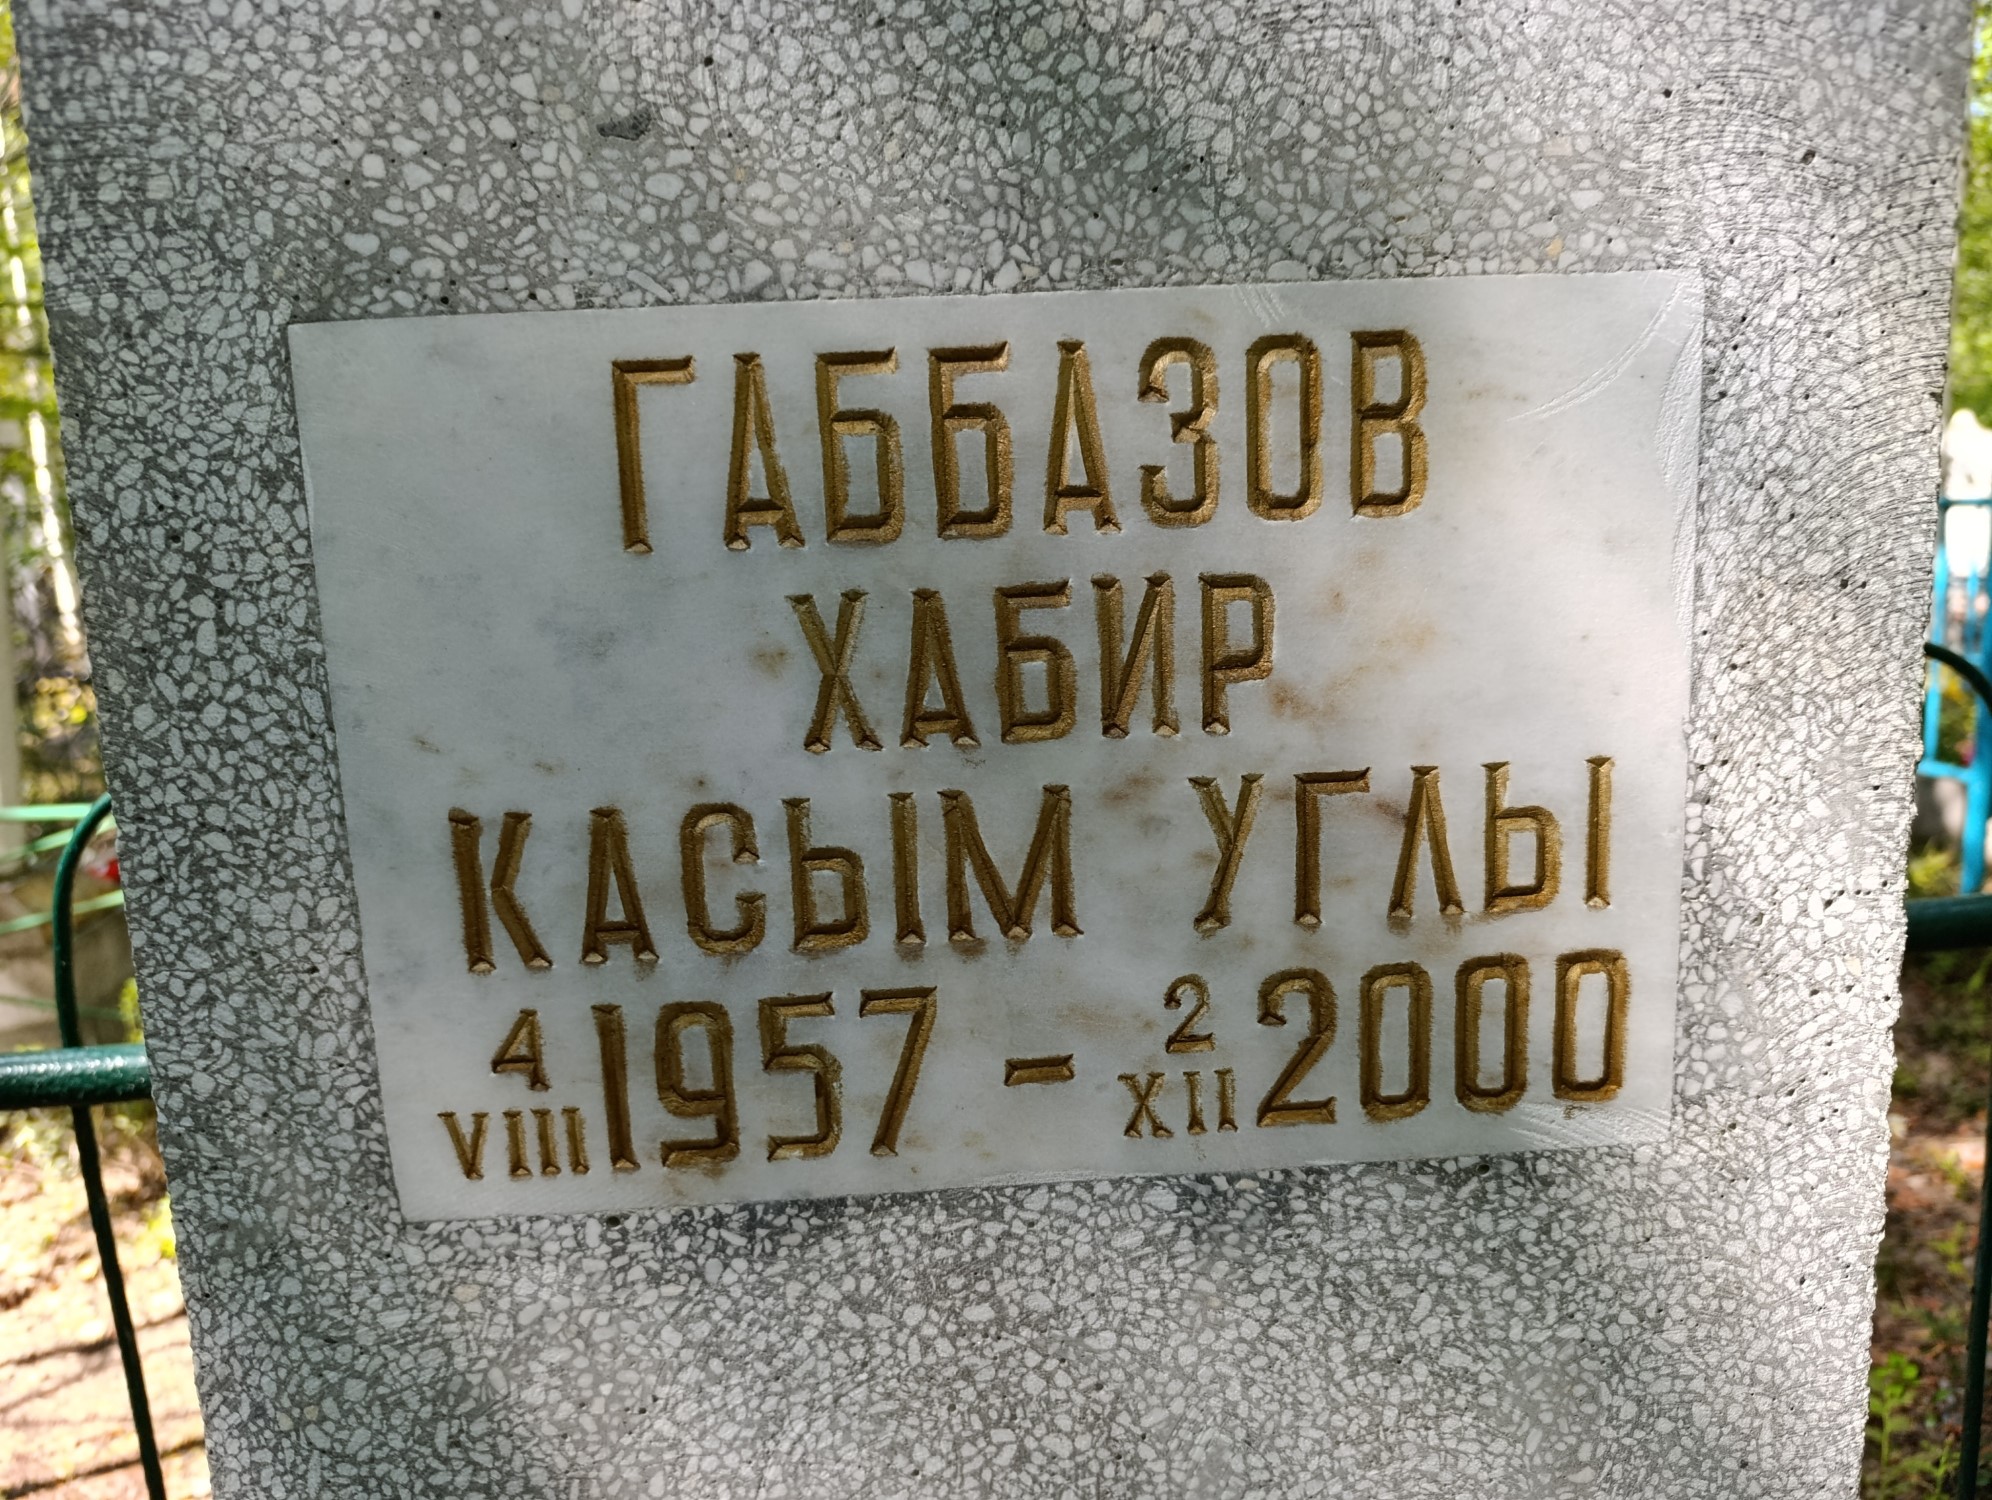 ГАББАЗОВ
ХАБИР
КАСЫМ УГЛЫ
4 VIII 1957 - 2 XII 2000